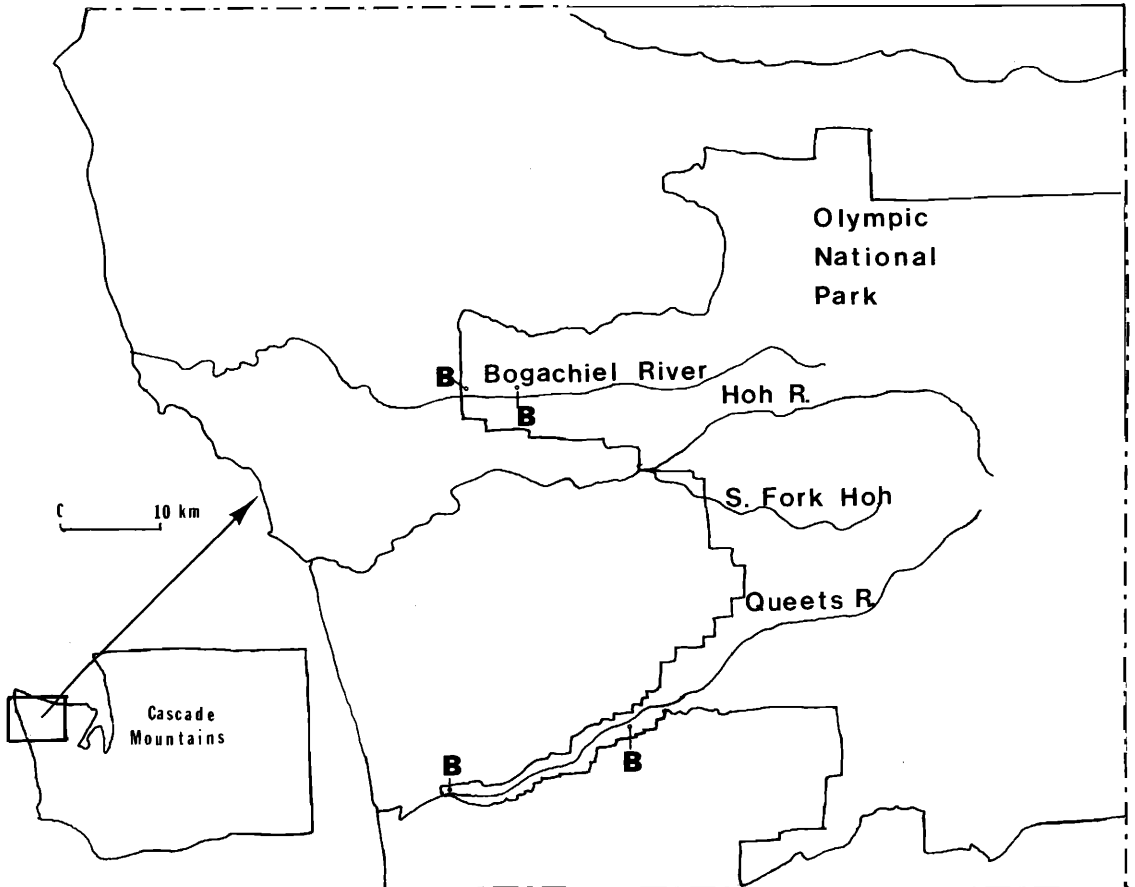 Olympic
National
Park
B Bogachiel River
B
Hoh R.
S. Fork Hoh
C 10 km
Queets R.
Cascade
Mountains
B
B